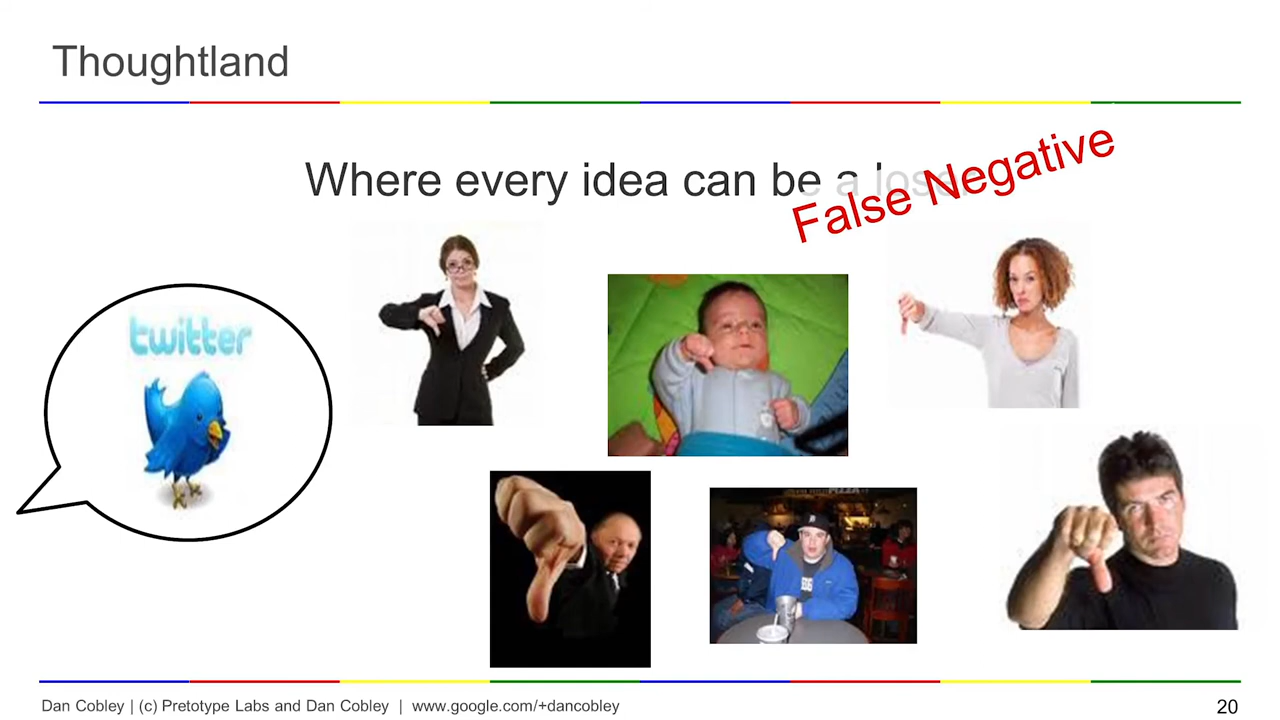 Thoughtland
Where every idea can be a
False Negative
twitter
Dan Cobley | (c) Pretotype Labs and Dan Cobley | www.google.com/+dancobley
20